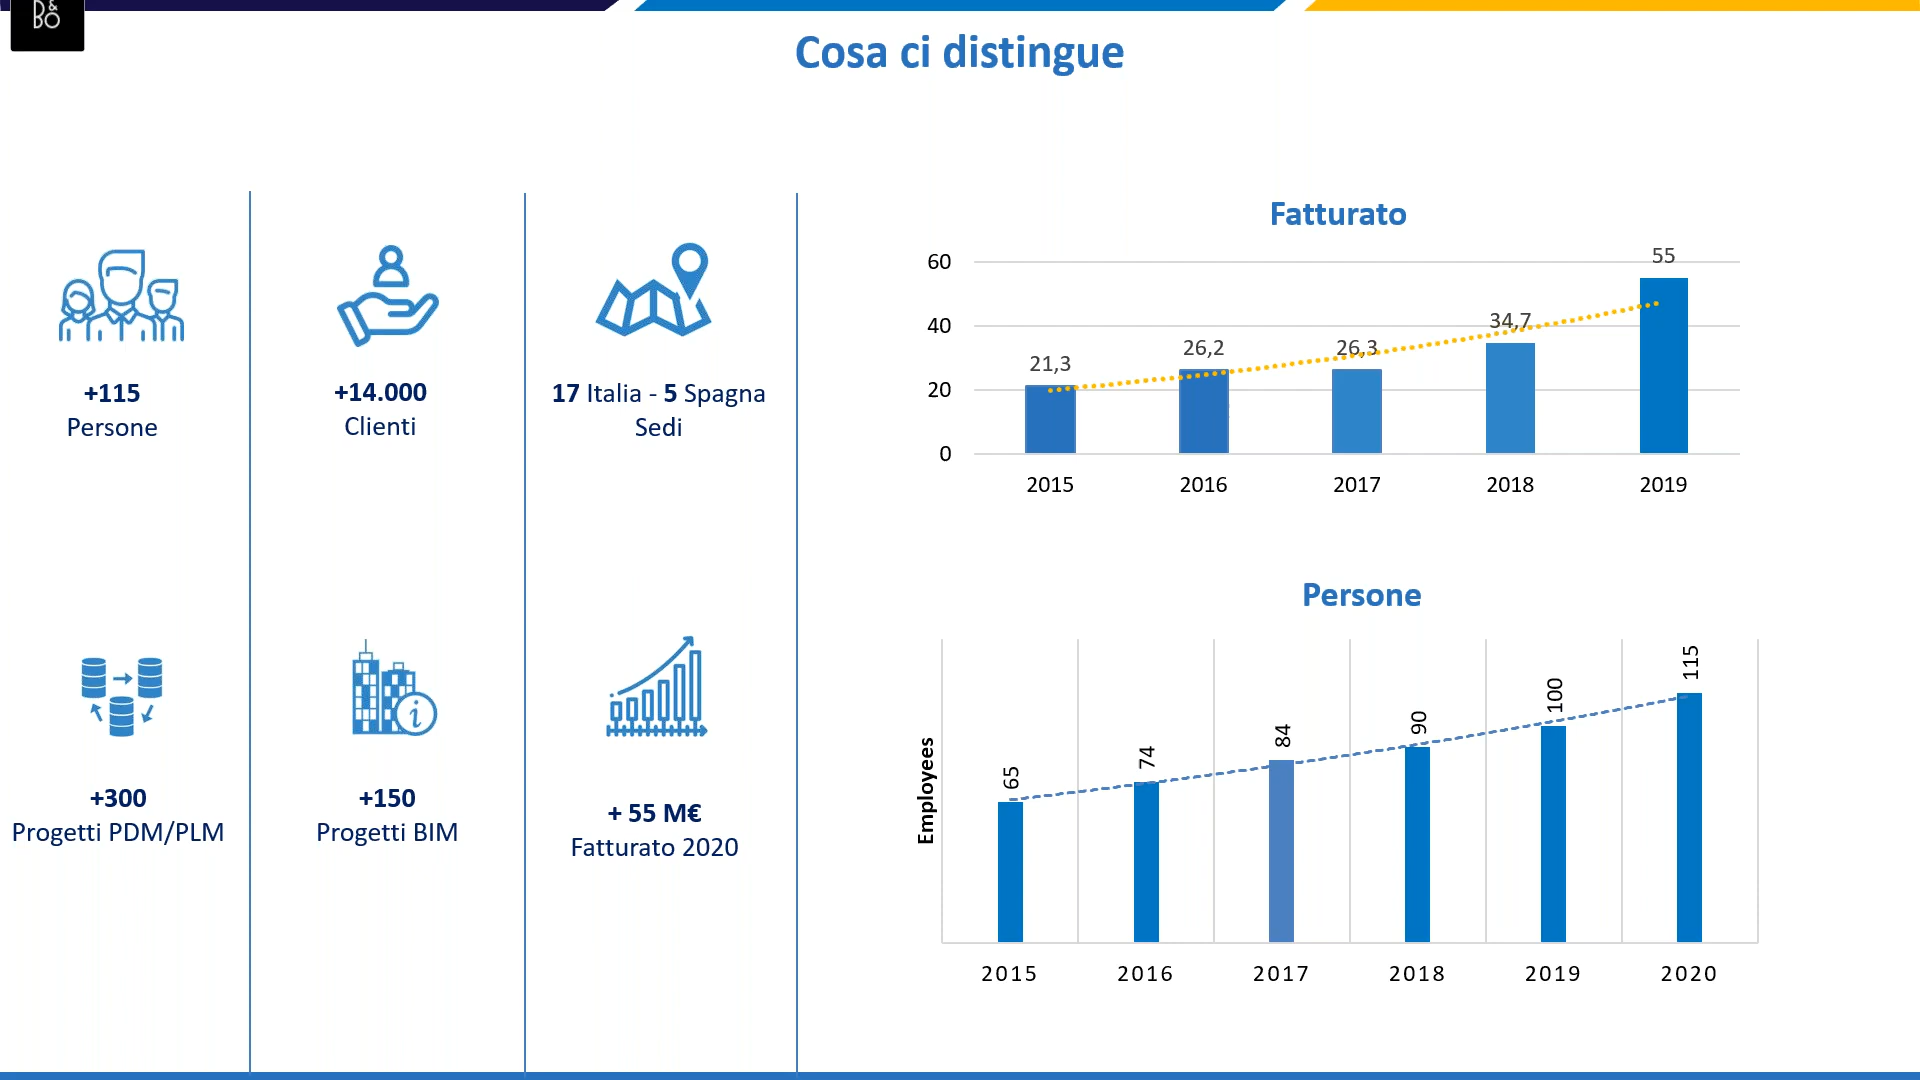 B&
BO
Cosa ci distingue
+115
Persone
+14.000
Clienti
17 Italia - 5 Spagna
Sedi
+300
Progetti PDM/PLM
+150
Progetti BIM
+ 55 M€
Fatturato 2020
Fatturato
60
40
20
0
21,3
26,2
26,3
34,7
55
2015
2016
2017
2018
2019
Persone
Employees
65
74
84
90
100
115
2015
2016
2017
2018
2019
2020